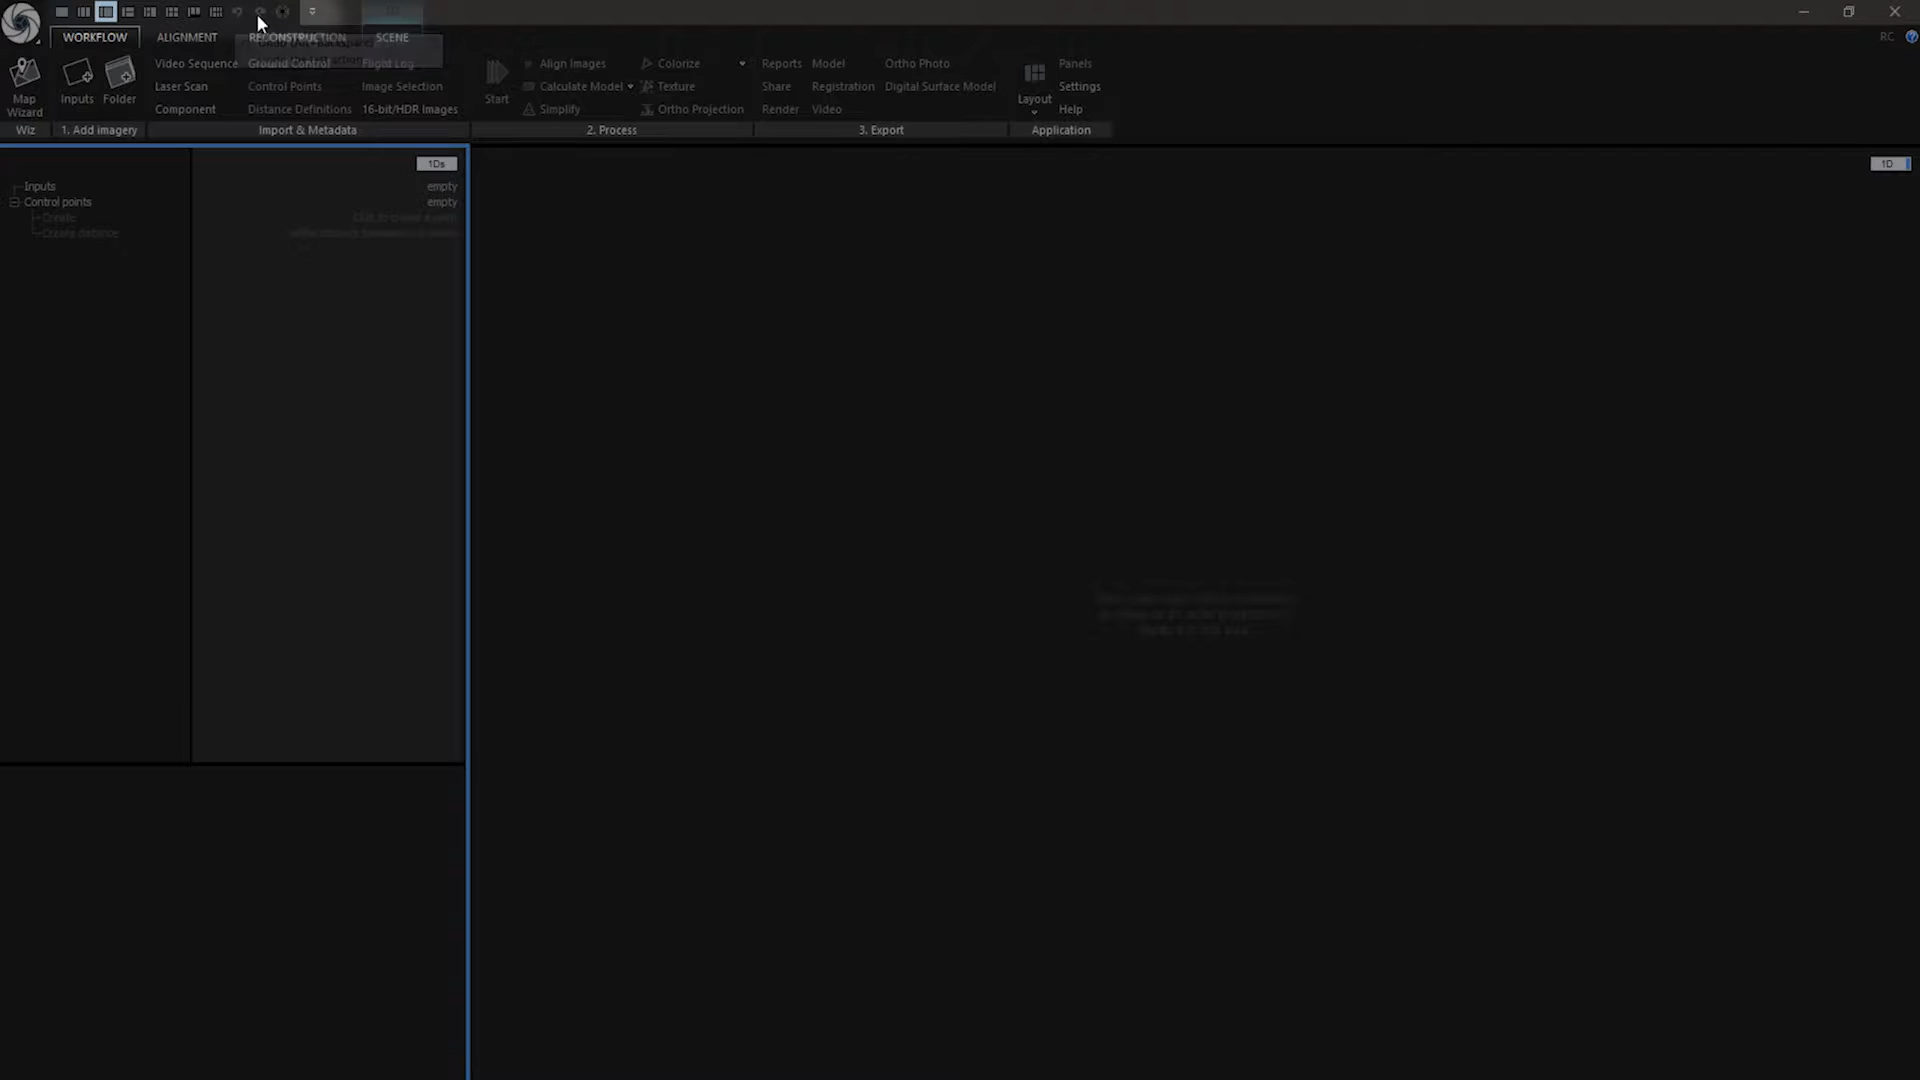 WORKFLOW ALIGNMENT RECONSTRUCTION SCENE RC
Video Sequence Ground Control Flight Log Align Images Colorize Reports Model Ortho Photo Panels
Laser Scan Control Points Image Selection Calculate Model Texture Share Registration Digital Surface Model Settings
Map Wizard Inputs Folder Component Distance Definitions 16-bit/HDR Images Start Simplify Ortho Projection Render Video Layout Help
Wiz 1. Add imagery Import & Metadata 2. Process 3. Export Application
1Ds 1D
Inputs empty
Control points empty
Create
Create distance